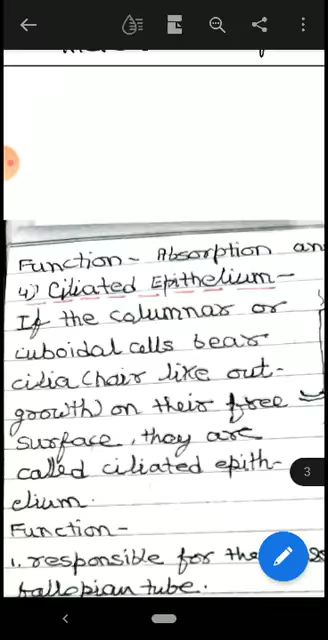 Function - Absorption an
4) Ciliated Epithelium -
If the columnar or
cuboidal cells bear
cilia (hair like out-
growth) on their free
surface, they are
called ciliated epith-
elium.
3
Function -
1. responsible for the
fallopian tube.